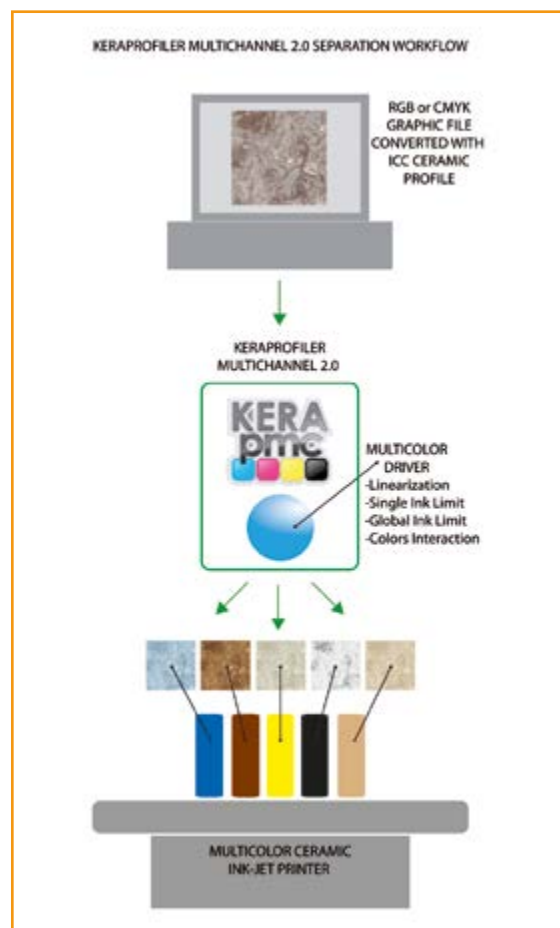 KERAPROFILER MULTICHANNEL 2.0 SEPARATION WORKFLOW
RGB or CMYK
GRAPHIC FILE
CONVERTED WITH
ICC CERAMIC
PROFILE
KERAPROFILER
MULTICHANNEL 2.0
KERA
pmc
MULTICOLOR
DRIVER
-Linearization
-Single Ink Limit
-Global Ink Limit
-Colors Interaction
MULTICOLOR CERAMIC
INK-JET PRINTER